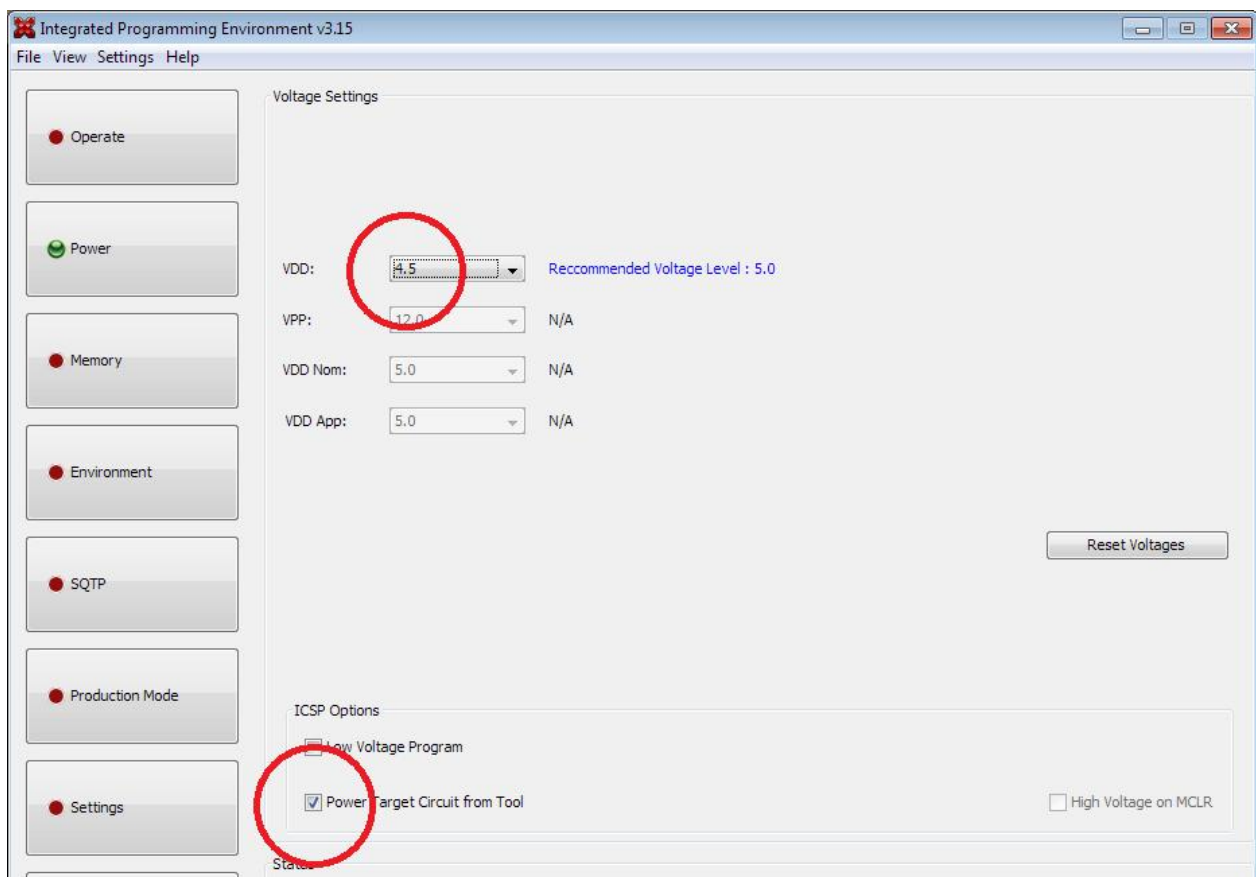 Integrated Programming Environment v3.15
File View Settings Help
Operate
Power
Memory
Environment
SQTP
Production Mode
Settings
Voltage Settings
VDD: 4.5 Reccommended Voltage Level : 5.0
VPP: 12.0 N/A
VDD Nom: 5.0 N/A
VDD App: 5.0 N/A
Reset Voltages
ICSP Options
Low Voltage Program
Power Target Circuit from Tool High Voltage on MCLR
Status